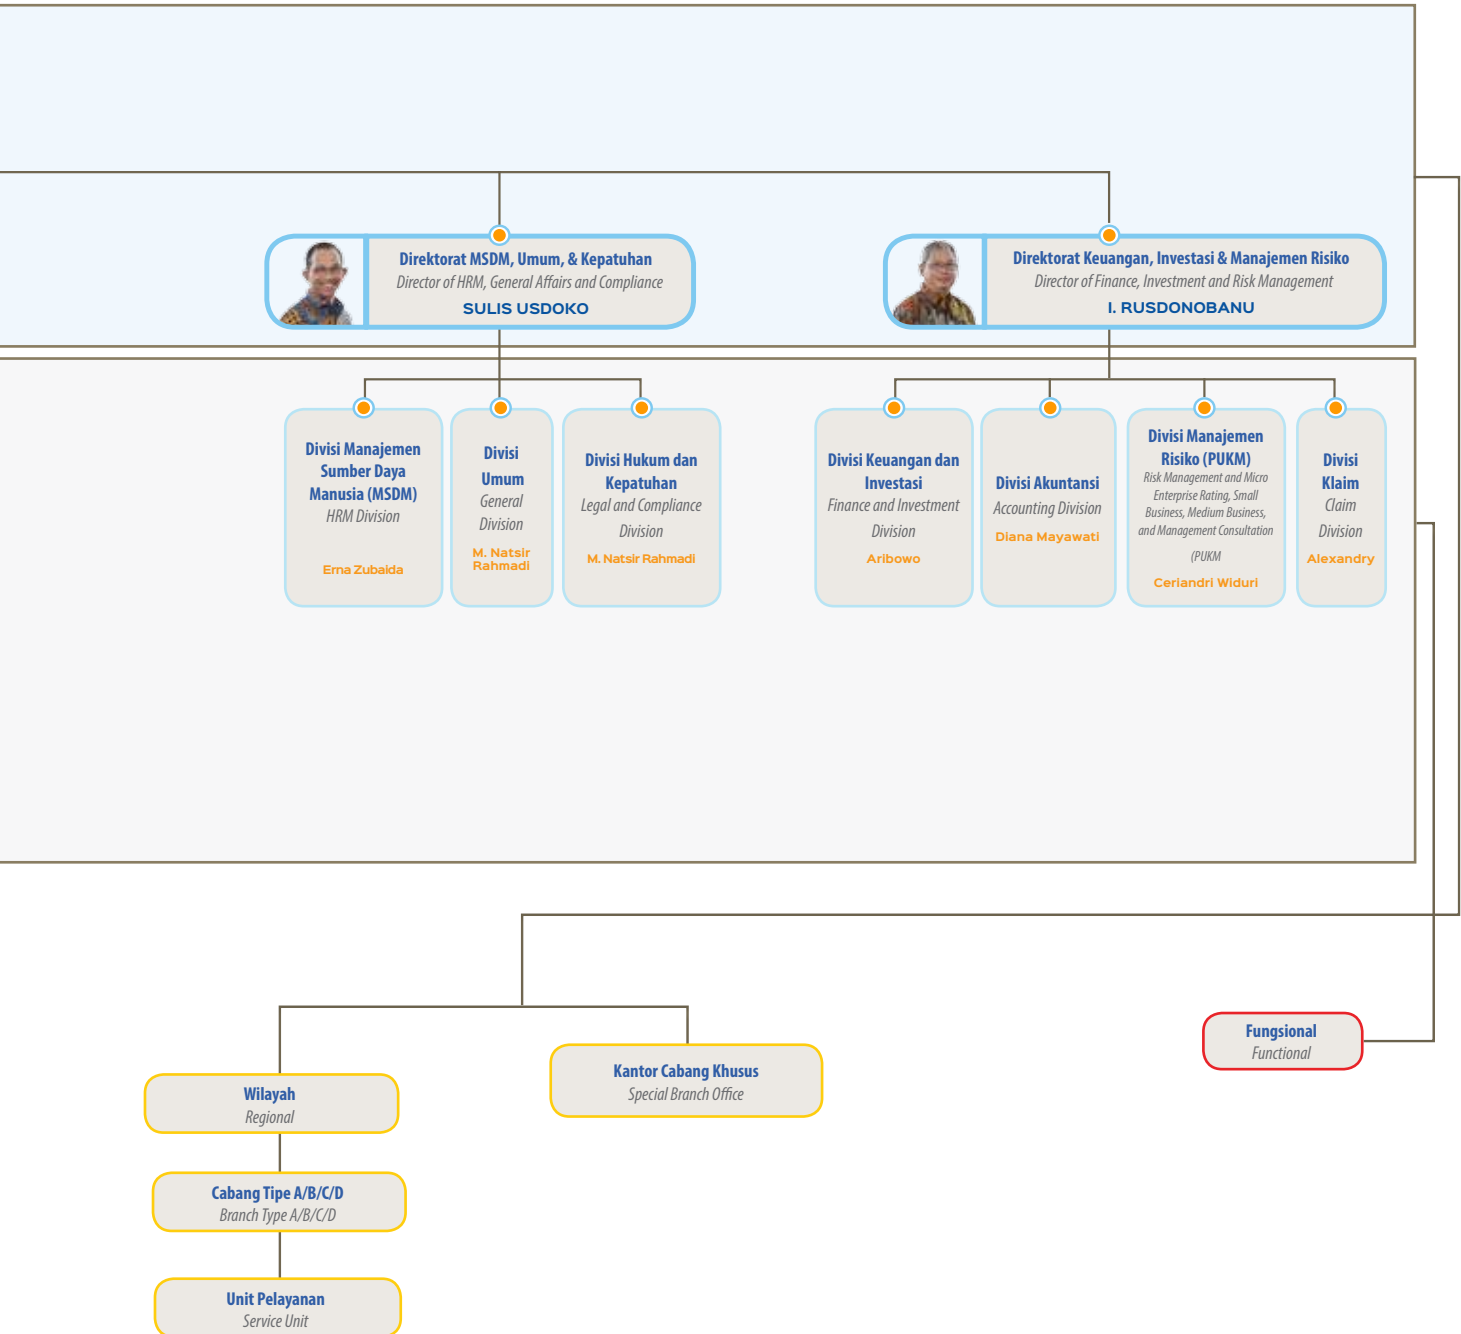 Direktorat MSDM, Umum, & Kepatuhan
Director of HRM, General Affairs and Compliance
SULIS USDOKO
Direktorat Keuangan, Investasi & Manajemen Risiko
Director of Finance, Investment and Risk Management
I. RUSDONOBANU
Divisi Manajemen
Sumber Daya
Manusia (MSDM)
HRM Division
Erna Zubaida
Divisi
Umum
General
Division
M. Natsir
Rahmadi
Divisi Hukum dan
Kepatuhan
Legal and Compliance
Division
M. Natsir Rahmadi
Divisi Keuangan dan
Investasi
Finance and Investment
Division
Aribowo
Divisi Akuntansi
Accounting Division
Diana Mayawati
Divisi Manajemen
Risiko (PUKM)
Risk Management and Micro
Enterprise Rating, Small
Business, Medium Business,
and Management Consultation
(PUKM
Ceriandri Widuri
Divisi
Klaim
Claim
Division
Alexandry
Fungsional
Functional
Kantor Cabang Khusus
Special Branch Office
Wilayah
Regional
Cabang Tipe A/B/C/D
Branch Type A/B/C/D
Unit Pelayanan
Service Unit